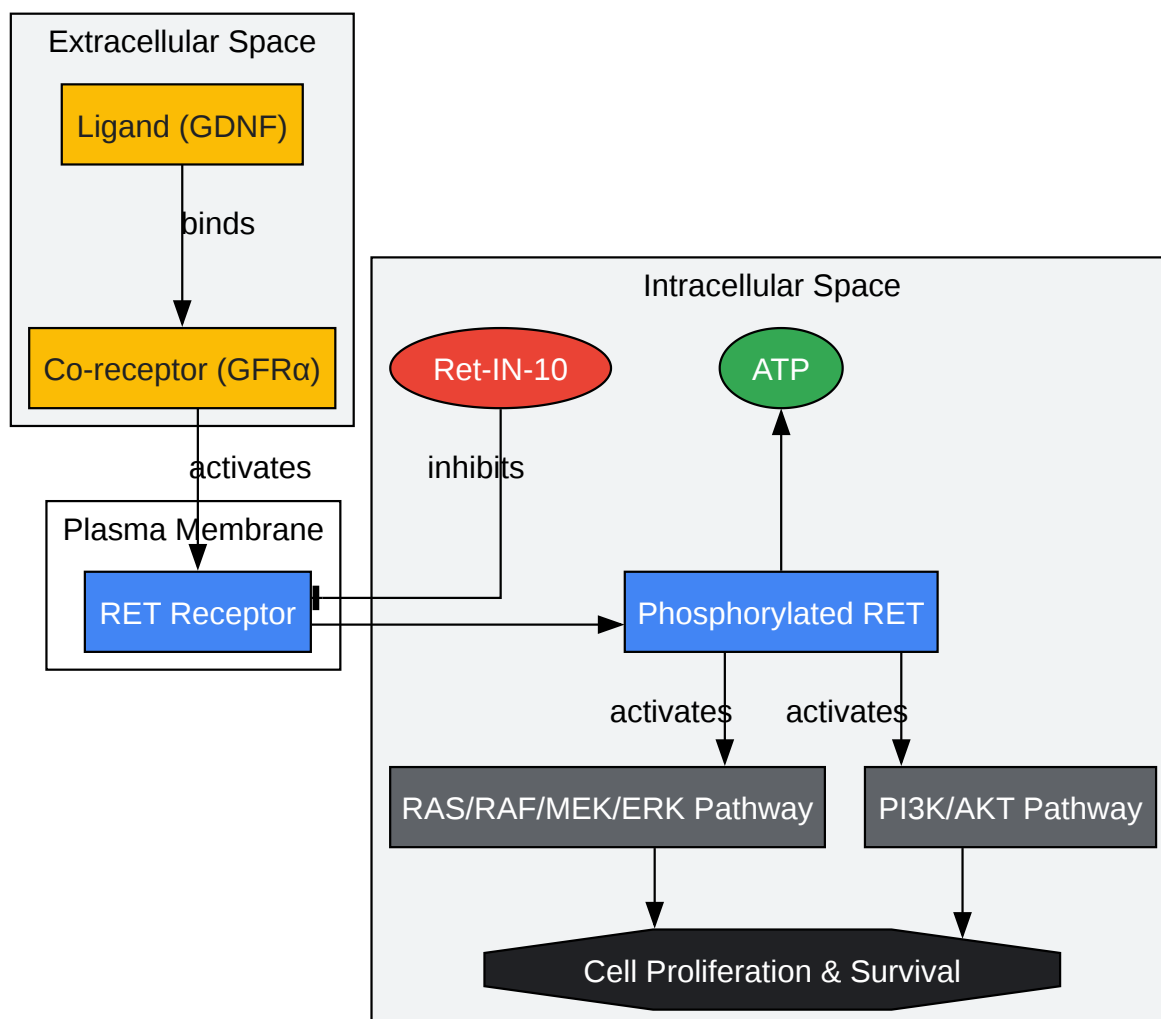 Extracellular Space
Ligand (GDNF)
binds
Co-receptor (GFRα)
activates
Plasma Membrane
RET Receptor
Intracellular Space
Ret-IN-10
ATP
inhibits
Phosphorylated RET
activates
activates
RAS/RAF/MEK/ERK Pathway
PI3K/AKT Pathway
Cell Proliferation & Survival